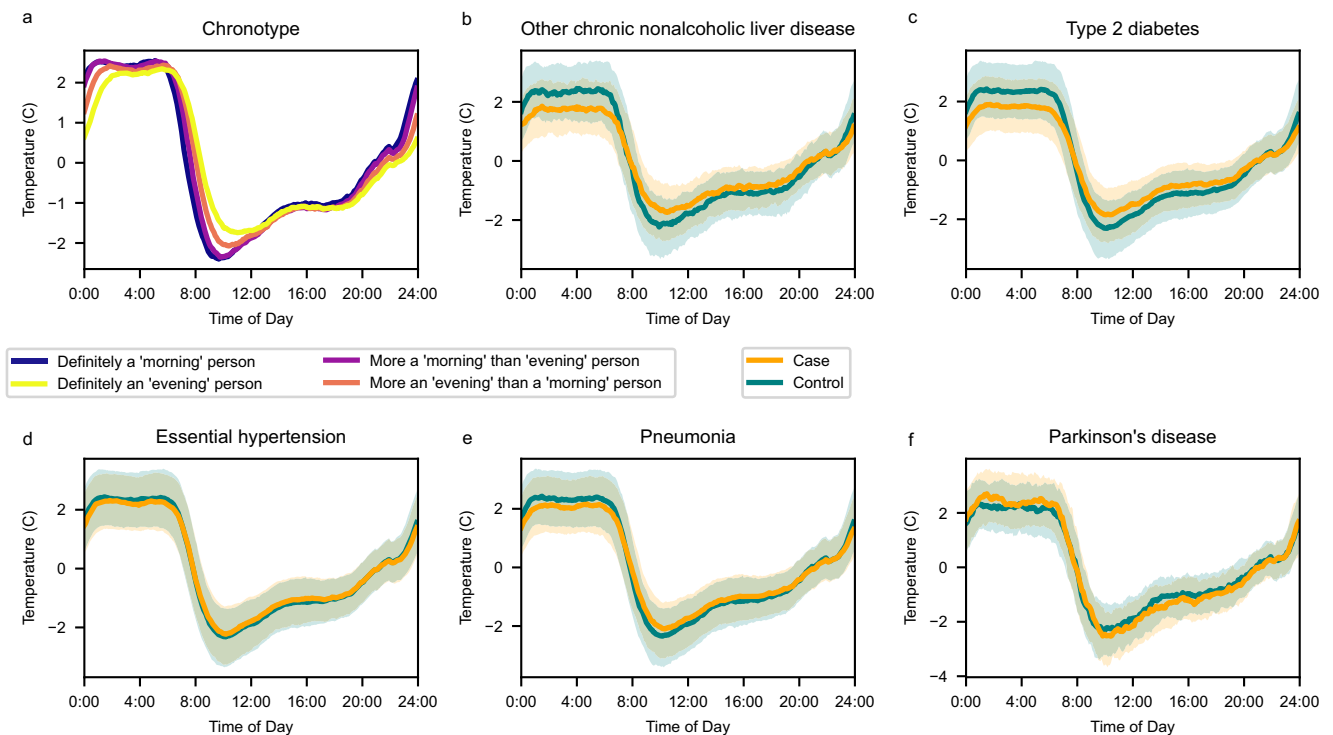 a
Chronotype
Temperature (C)
2
1
0
−1
−2
0:00 4:00 8:00 12:00 16:00 20:00 24:00
Time of Day
b
Other chronic nonalcoholic liver disease
Temperature (C)
2
0
−2
0:00 4:00 8:00 12:00 16:00 20:00 24:00
Time of Day
c
Type 2 diabetes
Temperature (C)
2
0
−2
0:00 4:00 8:00 12:00 16:00 20:00 24:00
Time of Day
Definitely a 'morning' person
Definitely an 'evening' person
More a 'morning' than 'evening' person
More an 'evening' than a 'morning' person
Case
Control
d
Essential hypertension
Temperature (C)
2
0
−2
0:00 4:00 8:00 12:00 16:00 20:00 24:00
Time of Day
e
Pneumonia
Temperature (C)
2
0
−2
0:00 4:00 8:00 12:00 16:00 20:00 24:00
Time of Day
f
Parkinson's disease
Temperature (C)
2
0
−2
−4
0:00 4:00 8:00 12:00 16:00 20:00 24:00
Time of Day